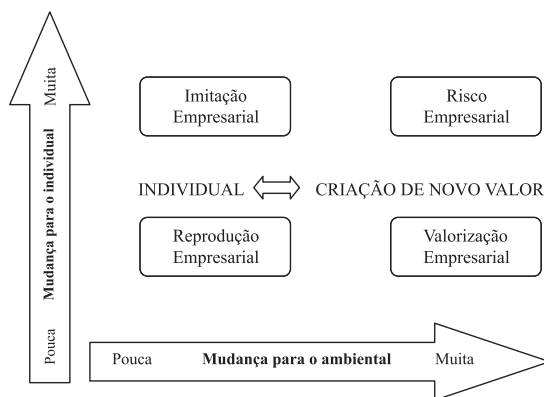 Muita
Mudança para o individual
Pouca
Imitação
Empresarial
Risco
Empresarial
INDIVIDUAL
CRIAÇÃO DE NOVO VALOR
Reprodução
Empresarial
Valorização
Empresarial
Pouca Mudança para o ambiental Muita